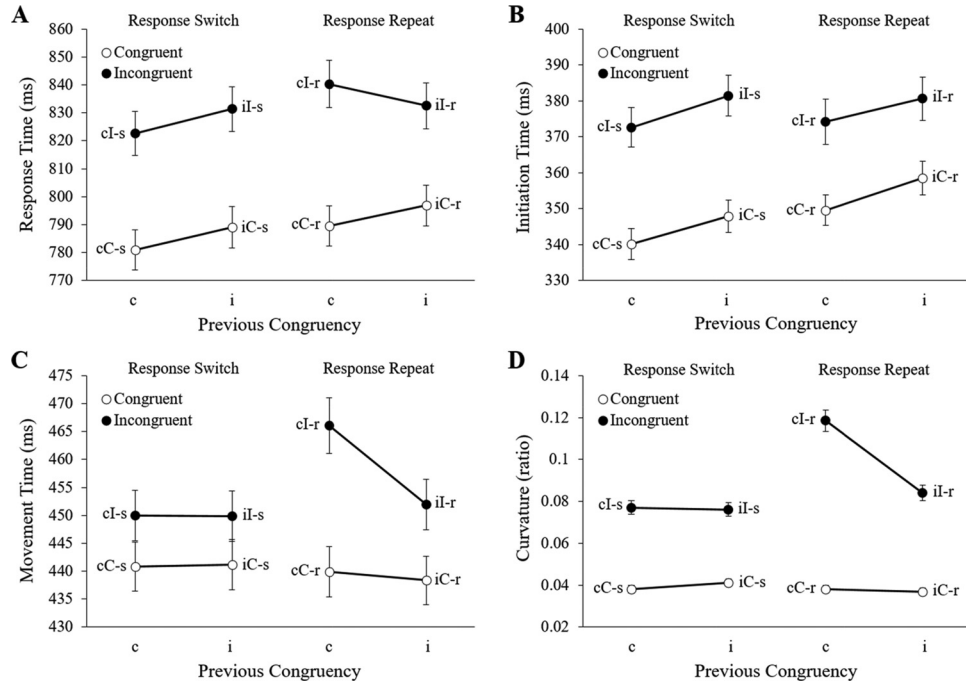 A
Response Switch
Response Repeat
860
850
840
830
820
810
800
790
780
770
Response Time (ms)
Congruent
Incongruent
cI-s
iI-s
cC-s
iC-s
cI-r
iI-r
cC-r
iC-r
c
i
c
i
Previous Congruency
B
Response Switch
Response Repeat
400
390
380
370
360
350
340
330
Initiation Time (ms)
Congruent
Incongruent
cI-s
iI-s
cC-s
iC-s
cI-r
iI-r
cC-r
iC-r
c
i
c
i
Previous Congruency
C
Response Switch
Response Repeat
475
470
465
460
455
450
445
440
435
430
Movement Time (ms)
Congruent
Incongruent
cI-s
iI-s
cC-s
iC-s
cI-r
iI-r
cC-r
iC-r
c
i
c
i
Previous Congruency
D
Response Switch
Response Repeat
0.14
0.12
0.1
0.08
0.06
0.04
0.02
Curvature (ratio)
Congruent
Incongruent
cI-s
iI-s
cC-s
iC-s
cI-r
iI-r
cC-r
iC-r
c
i
c
i
Previous Congruency